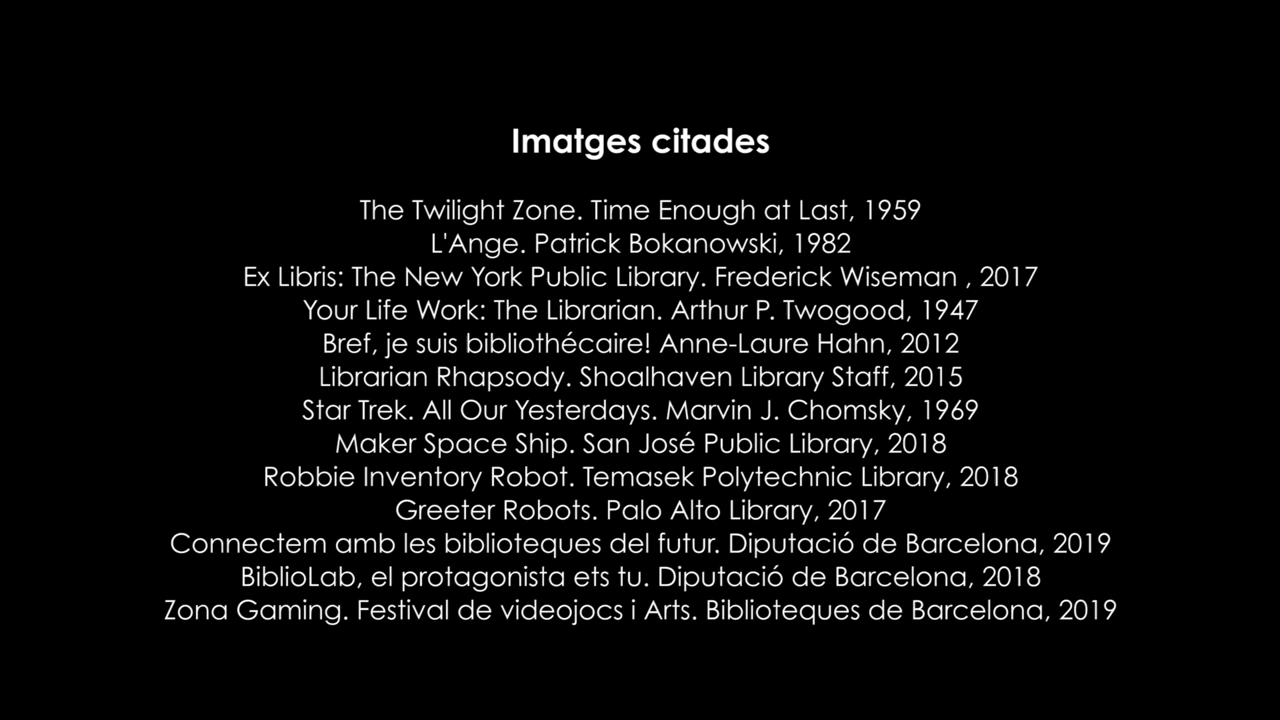 Imatges citades
The Twilight Zone. Time Enough at Last, 1959
L'Ange. Patrick Bokanowski, 1982
Ex Libris: The New York Public Library. Frederick Wiseman , 2017
Your Life Work: The Librarian. Arthur P. Twogood, 1947
Bref, je suis bibliothécaire! Anne-Laure Hahn, 2012
Librarian Rhapsody. Shoalhaven Library Staff, 2015
Star Trek. All Our Yesterdays. Marvin J. Chomsky, 1969
Maker Space Ship. San José Public Library, 2018
Robbie Inventory Robot. Temasek Polytechnic Library, 2018
Greeter Robots. Palo Alto Library, 2017
Connectem amb les biblioteques del futur. Diputació de Barcelona, 2019
BiblioLab, el protagonista ets tu. Diputació de Barcelona, 2018
Zona Gaming. Festival de videojocs i Arts. Biblioteques de Barcelona, 2019